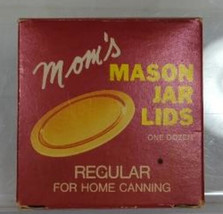 Mom's
MASON
JAR
LIDS
ONE DOZEN
REGULAR
FOR HOME CANNING